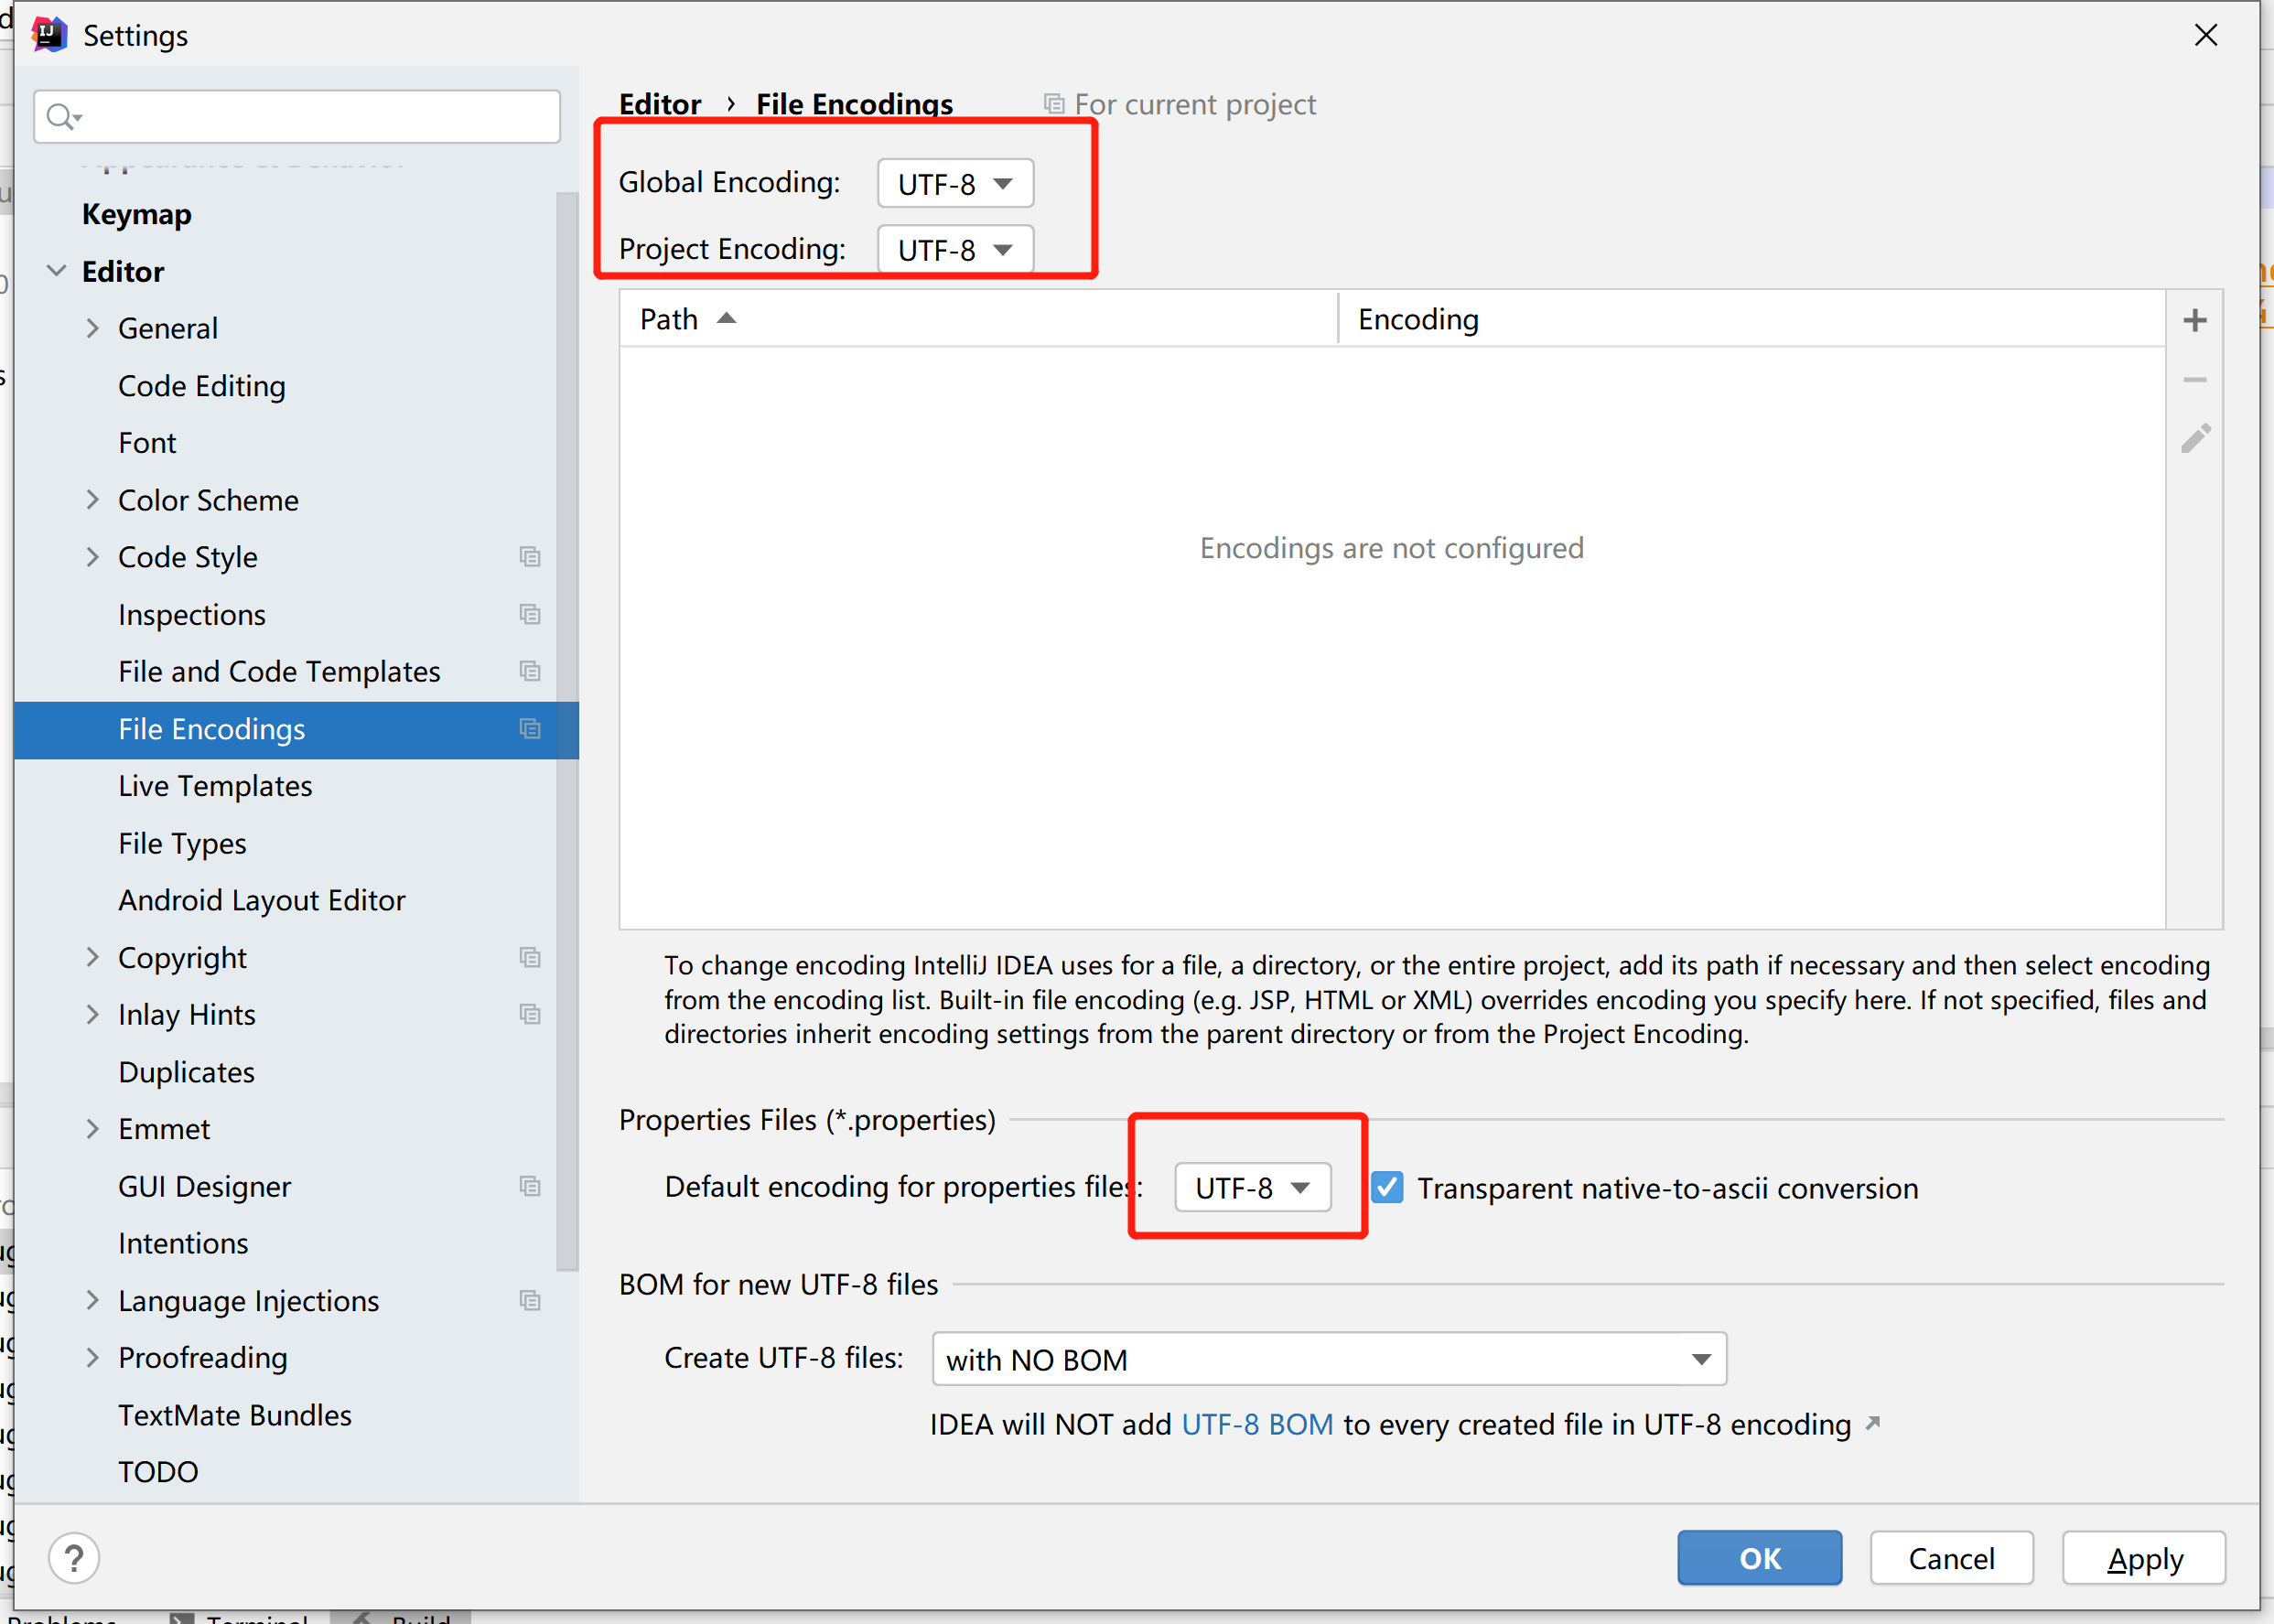 Settings
Editor › File Encodings For current project
Global Encoding: UTF-8
Project Encoding: UTF-8
Path Encoding
Encodings are not configured
To change encoding IntelliJ IDEA uses for a file, a directory, or the entire project, add its path if necessary and then select encoding
from the encoding list. Built-in file encoding (e.g. JSP, HTML or XML) overrides encoding you specify here. If not specified, files and
directories inherit encoding settings from the parent directory or from the Project Encoding.
Properties Files (*.properties)
Default encoding for properties files: UTF-8 Transparent native-to-ascii conversion
BOM for new UTF-8 files
Create UTF-8 files: with NO BOM
IDEA will NOT add UTF-8 BOM to every created file in UTF-8 encoding
Appearance & Behavior
Keymap
Editor
General
Code Editing
Font
Color Scheme
Code Style
Inspections
File and Code Templates
File Encodings
Live Templates
File Types
Android Layout Editor
Copyright
Inlay Hints
Duplicates
Emmet
GUI Designer
Intentions
Language Injections
Proofreading
TextMate Bundles
TODO
? OK Cancel Apply
Problems Terminal Build